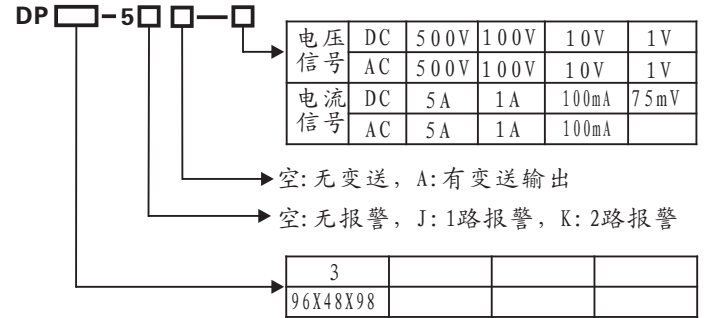 DP□-5□□—□
电压信号 DC 500V 100V 10V 1V
AC 500V 100V 10V 1V
电流信号 DC 5A 1A 100mA 75mV
AC 5A 1A 100mA
空:无变送，A:有变送输出
空:无报警，J:1路报警，K:2路报警
3
96X48X98